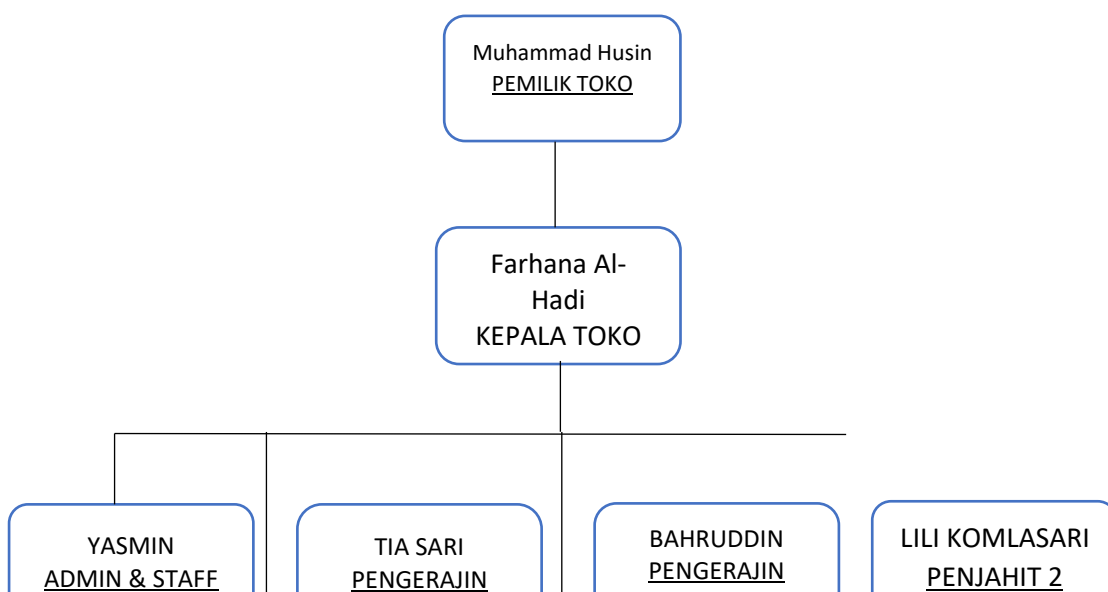 Muhammad Husin
PEMILIK TOKO
Farhana Al-
Hadi
KEPALA TOKO
YASMIN
ADMIN & STAFF
TIA SARI
PENGERAJIN
BAHRUDDIN
PENGERAJIN
LILI KOMLASARI
PENJAHIT 2